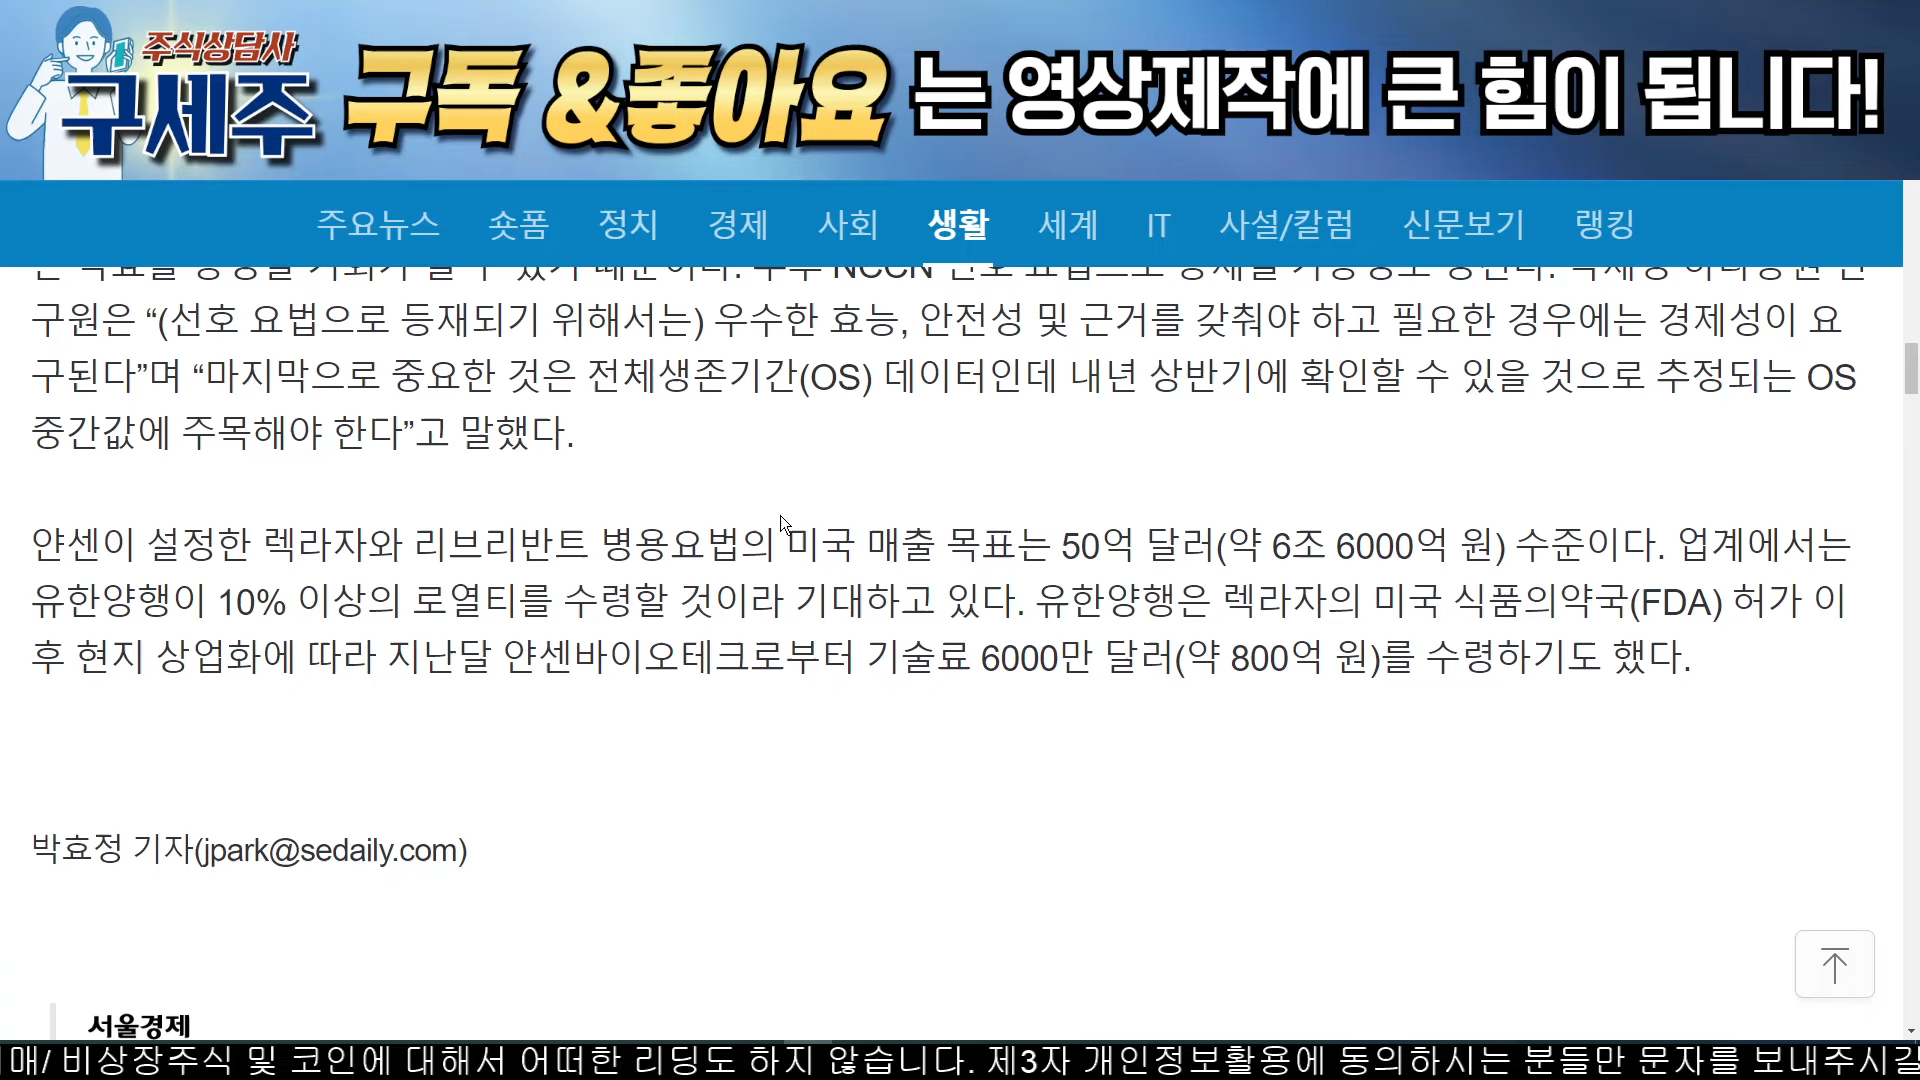 주식상담사
구세주
구독 &좋아요 는 영상제작에 큰 힘이 됩니다!
주요뉴스 숏폼 정치 경제 사회 생활 세계 IT 사설/칼럼 신문보기 랭킹
구원은 “(선호 요법으로 등재되기 위해서는) 우수한 효능, 안전성 및 근거를 갖춰야 하고 필요한 경우에는 경제성이 요
구된다”며 “마지막으로 중요한 것은 전체생존기간(OS) 데이터인데 내년 상반기에 확인할 수 있을 것으로 추정되는 OS
중간값에 주목해야 한다”고 말했다.
얀센이 설정한 렉라자와 리브리반트 병용요법의 미국 매출 목표는 50억 달러(약 6조 6000억 원) 수준이다. 업계에서는
유한양행이 10% 이상의 로열티를 수령할 것이라 기대하고 있다. 유한양행은 렉라자의 미국 식품의약국(FDA) 허가 이
후 현지 상업화에 따라 지난달 얀센바이오테크로부터 기술료 6000만 달러(약 800억 원)를 수령하기도 했다.
박효정 기자(jpark@sedaily.com)
서울경제
매/ 비상장주식 및 코인에 대해서 어떠한 리딩도 하지 않습니다. 제3자 개인정보활용에 동의하시는 분들만 문자를 보내주시길